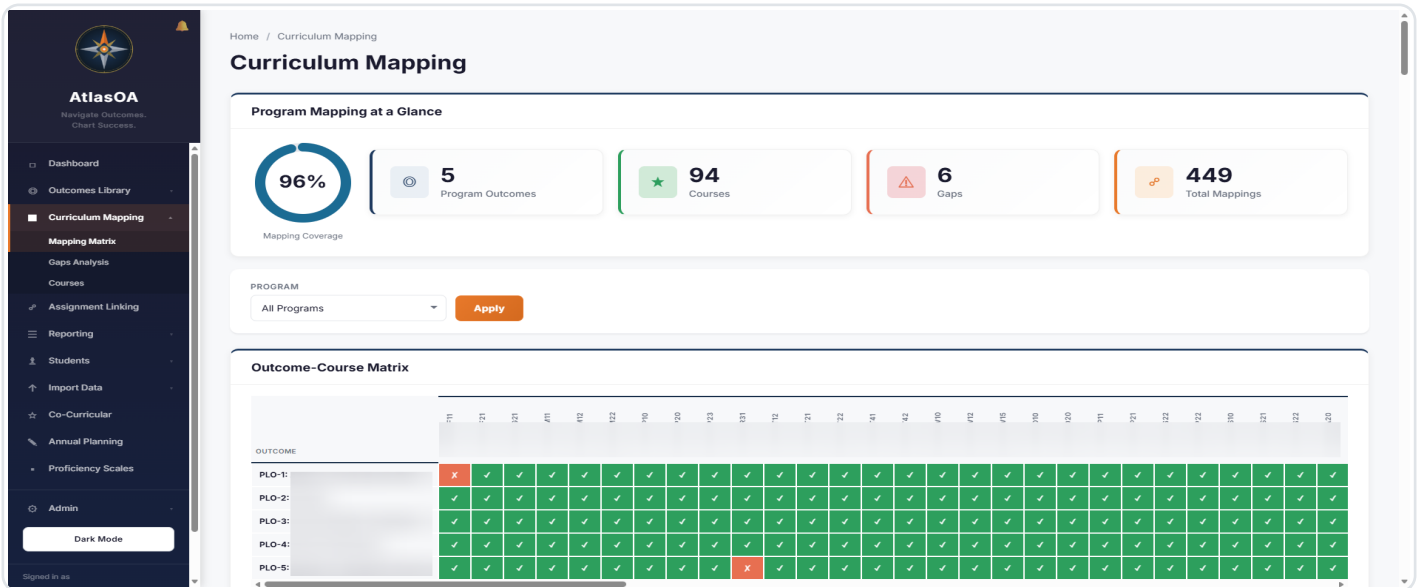 AtlasOA
Navigate Outcomes.
Chart Success.
Dashboard
Outcomes Library
Curriculum Mapping
Mapping Matrix
Gaps Analysis
Courses
Assignment Linking
Reporting
Students
Import Data
Co-Curricular
Annual Planning
Proficiency Scales
Admin
Dark Mode
Signed in as
Home / Curriculum Mapping
Curriculum Mapping
Program Mapping at a Glance
96%
Mapping Coverage
5
Program Outcomes
94
Courses
6
Gaps
449
Total Mappings
PROGRAM
All Programs
Apply
Outcome-Course Matrix
OUTCOME
PLO-1:
PLO-2:
PLO-3:
PLO-4:
PLO-5: